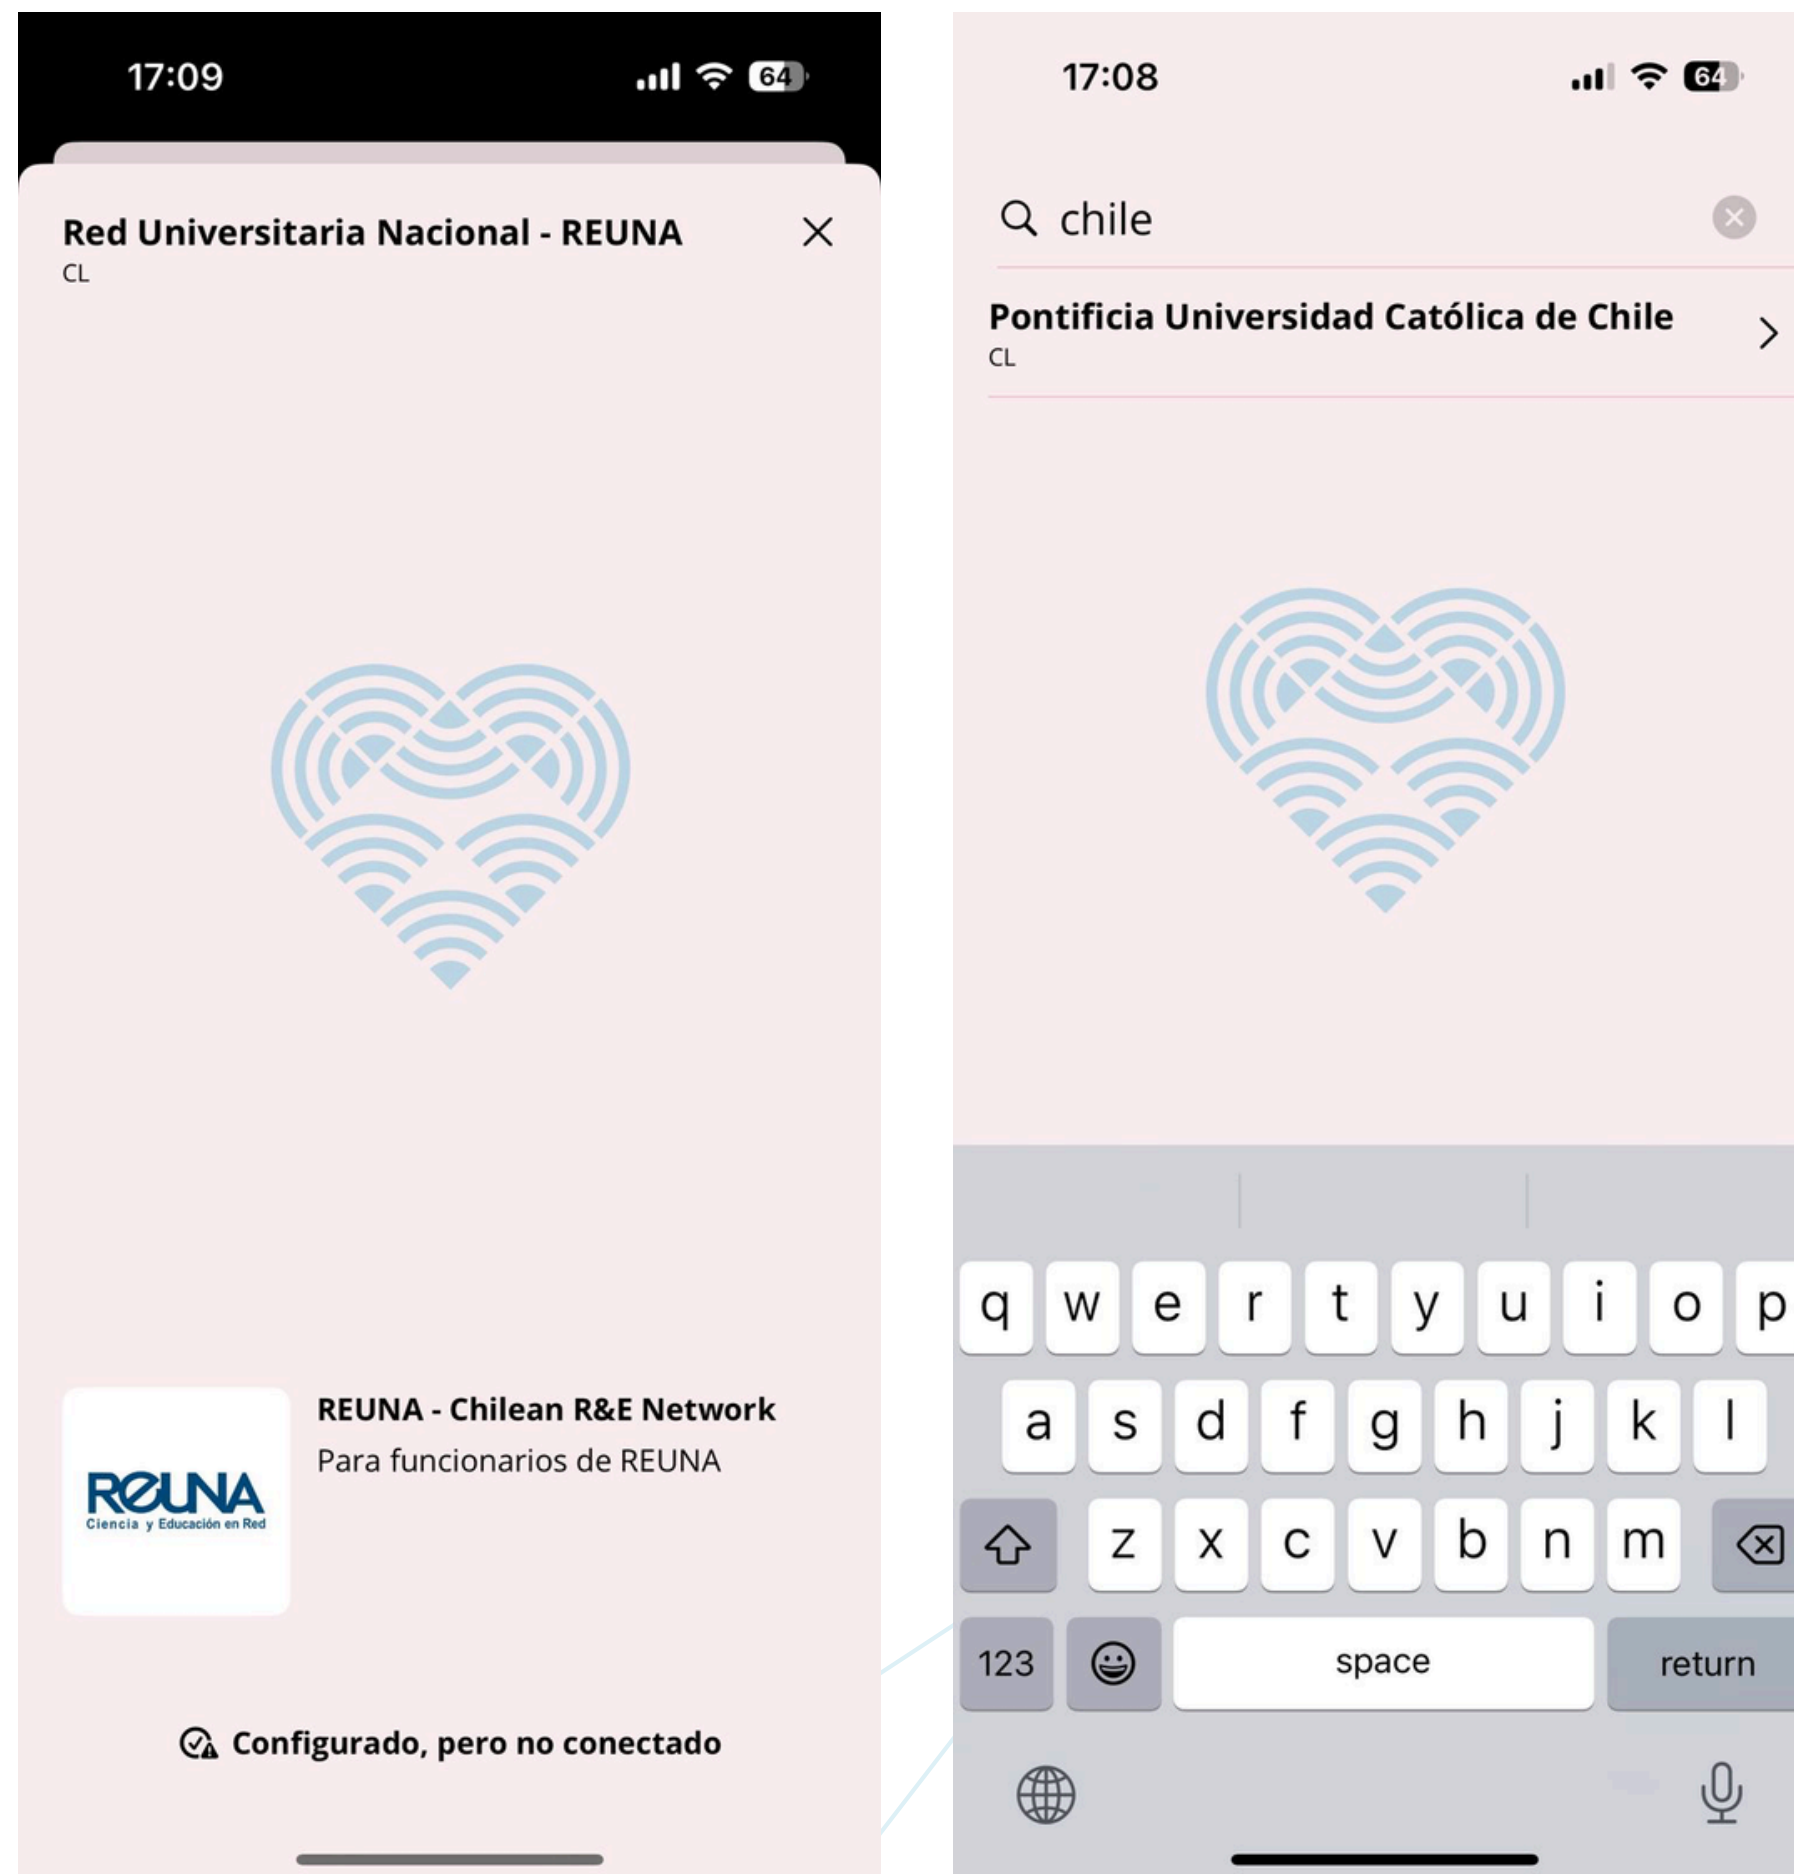 17:09
64
Red Universitaria Nacional - REUNA
CL
REUNA
Ciencia y Educación en Red
REUNA - Chilean R&E Network
Para funcionarios de REUNA
Configurado, pero no conectado
17:08
64
chile
Pontificia Universidad Católica de Chile
CL
q w e r t y u i o p
a s d f g h j k l
z x c v b n m
123 space return